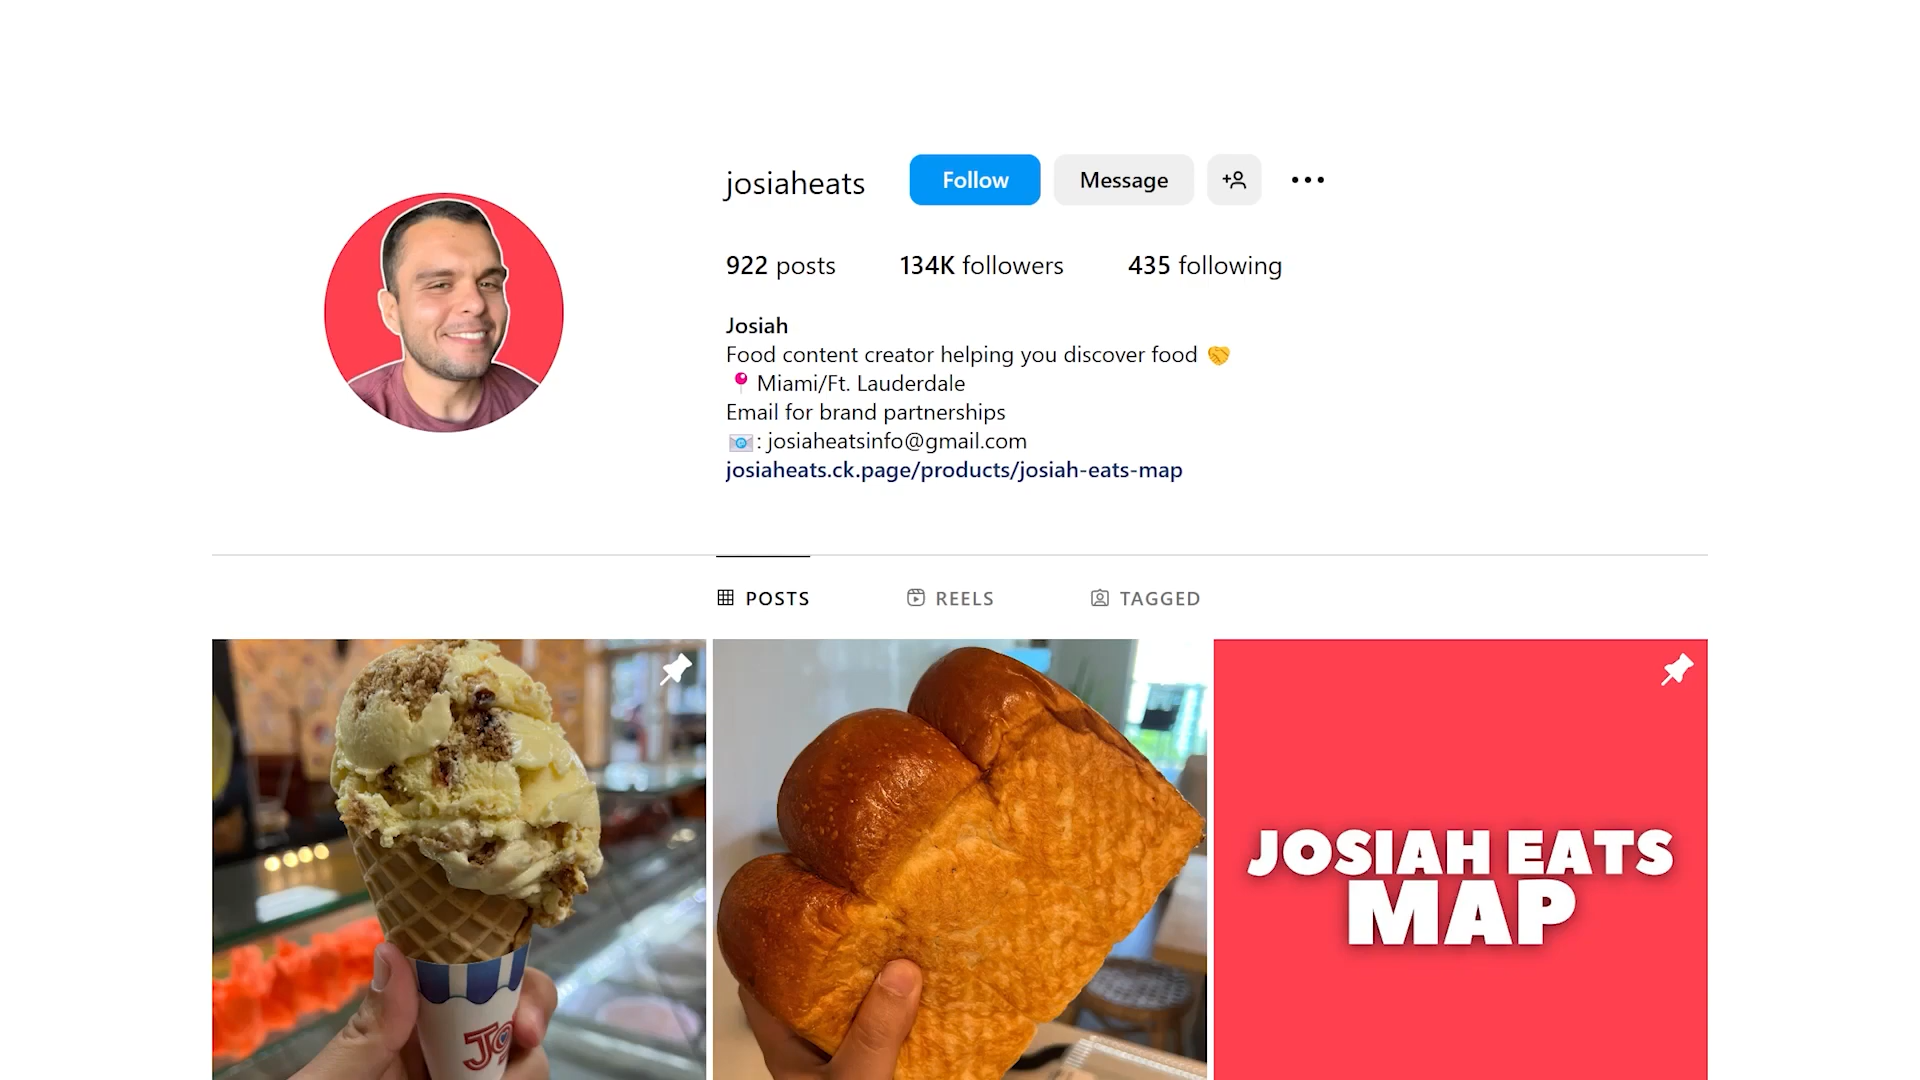 josiaheats Follow Message
922 posts 134K followers 435 following
Josiah
Food content creator helping you discover food 🤝
📍 Miami/Ft. Lauderdale
Email for brand partnerships
📧: josiaheatsinfo@gmail.com
josiaheats.ck.page/products/josiah-eats-map
POSTS REELS TAGGED
JOSIAH EATS
MAP